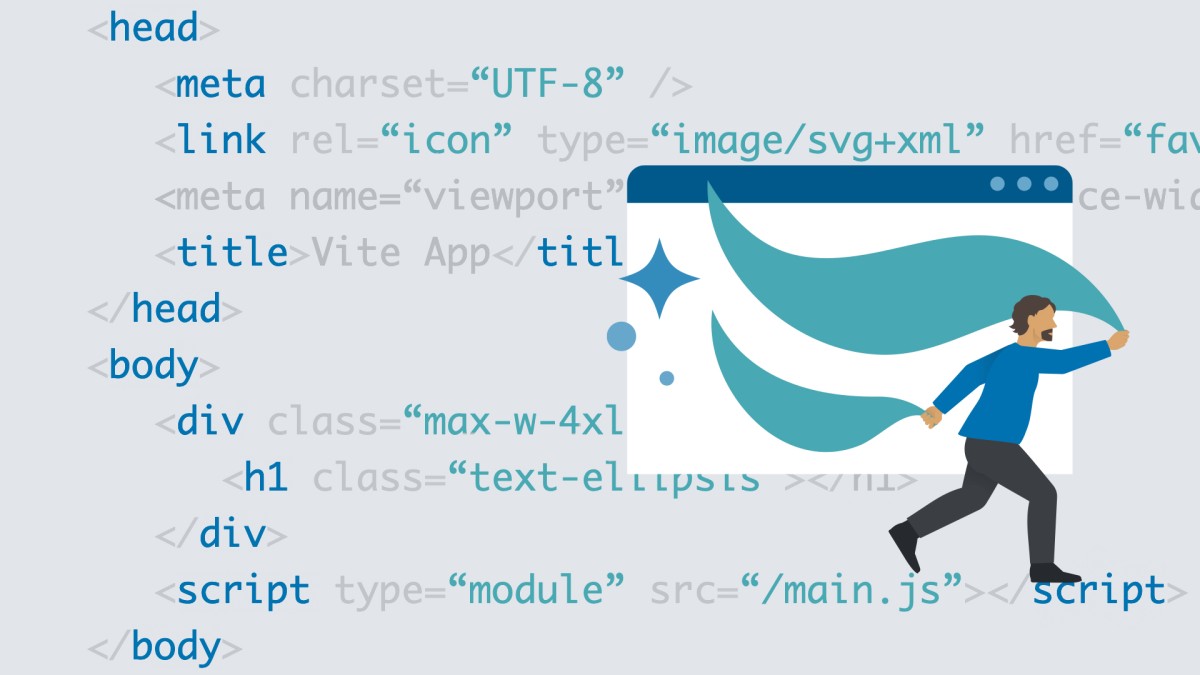 <head>
<meta charset=“UTF-8” />
<link rel=“icon” type=“image/svg+xml” href=“fav
<meta name=“viewport” ce-wid
<title>Vite App</titl
</head>
<body>
<div class=“max-w-4xl
<h1 class=“text-ellipsis ></h1>
</div>
<script type=“module” src=“/main.js”></script>
</body>